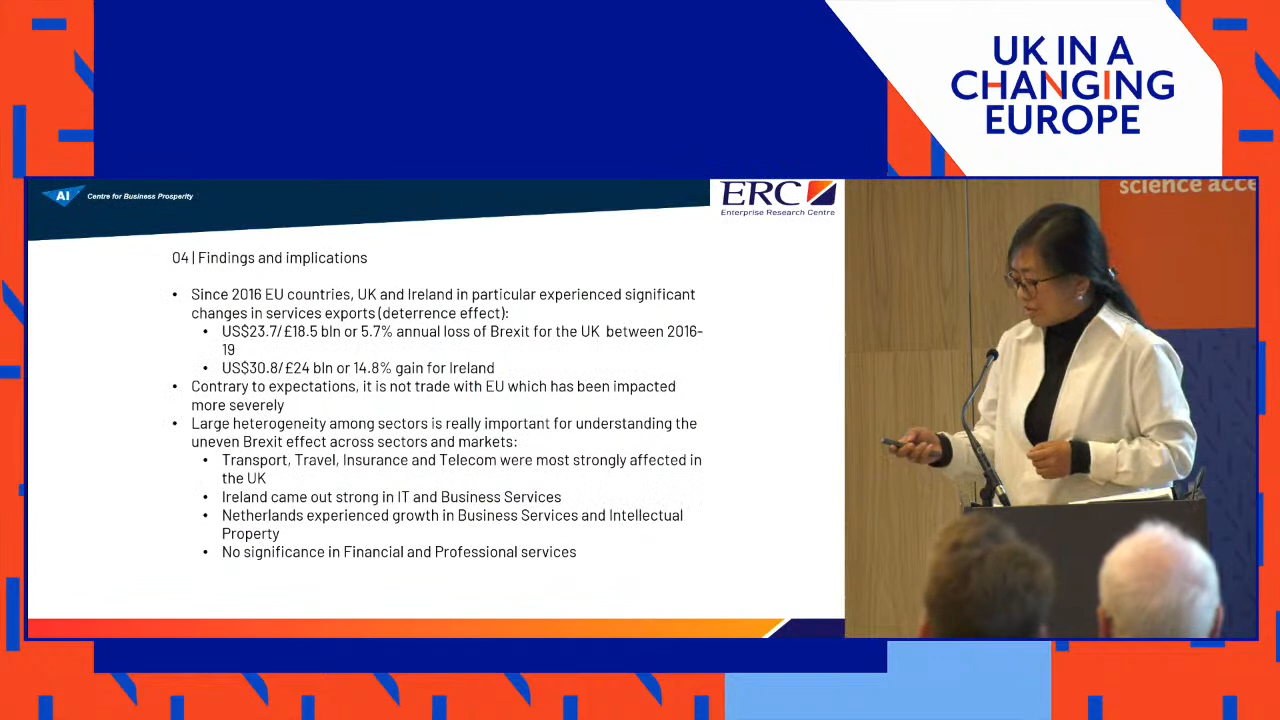 UK IN A
CHANGING
EUROPE
AI
Centre for Business Prosperity
ERC
Enterprise Research Centre
science acce
04 | Findings and implications
• Since 2016 EU countries, UK and Ireland in particular experienced significant
changes in services exports (deterrence effect):
• US$23.7/£18.5 bln or 5.7% annual loss of Brexit for the UK between 2016-
19
• US$30.8/£24 bln or 14.8% gain for Ireland
• Contrary to expectations, it is not trade with EU which has been impacted
more severely
• Large heterogeneity among sectors is really important for understanding the
uneven Brexit effect across sectors and markets:
• Transport, Travel, Insurance and Telecom were most strongly affected in
the UK
• Ireland came out strong in IT and Business Services
• Netherlands experienced growth in Business Services and Intellectual
Property
• No significance in Financial and Professional services